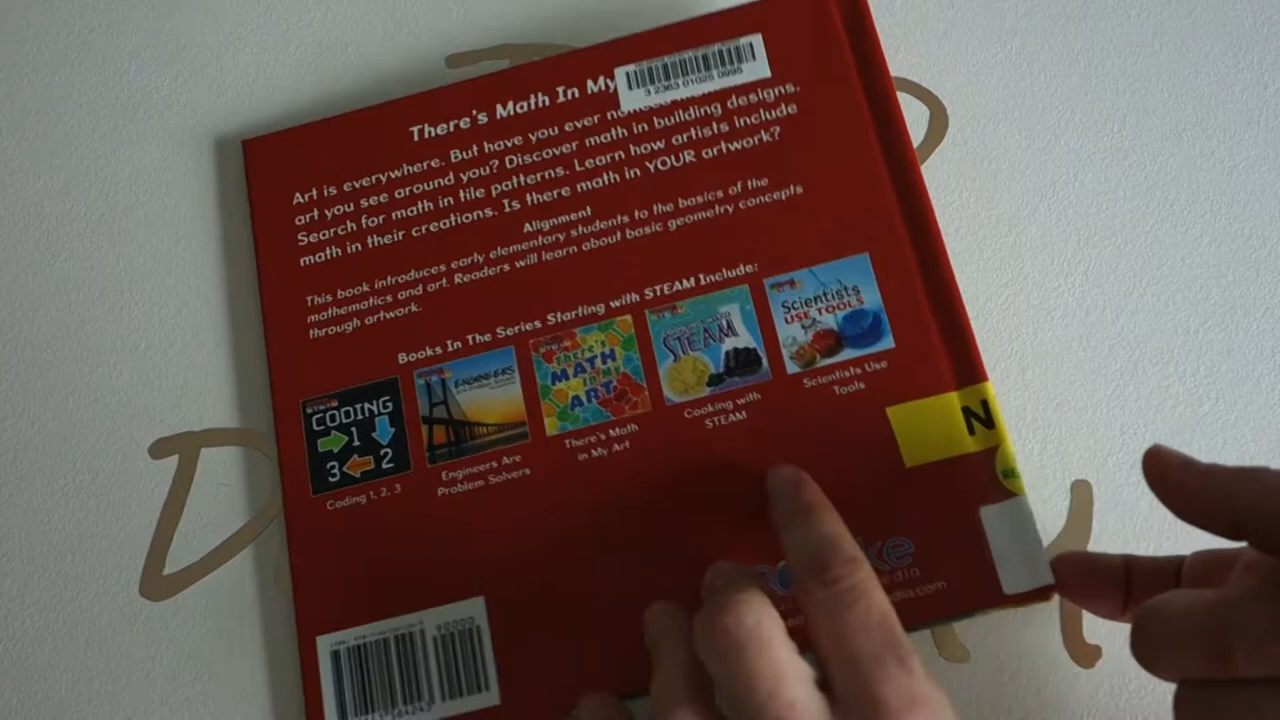 There's Math In My
3 2363 01025 0995
Art is everywhere. But have you ever
art you see around you? Discover math in building designs.
Search for math in tile patterns. Learn how artists include
math in their creations. Is there math in YOUR artwork?
Alignment
This book introduces early elementary students to the basics of the
mathematics and art. Readers will learn about basic geometry concepts
through artwork.
Books In The Series Starting with STEAM Include:
CODING
1
3 2
Coding 1, 2, 3
ENGINEERS
Engineers Are
Problem Solvers
There's
MATH
in My
ART
There's Math
in My Art
COOKING WITH
STEAM
Cooking with
STEAM
Scientists
USE TOOLS
Scientists Use
Tools
N
90000